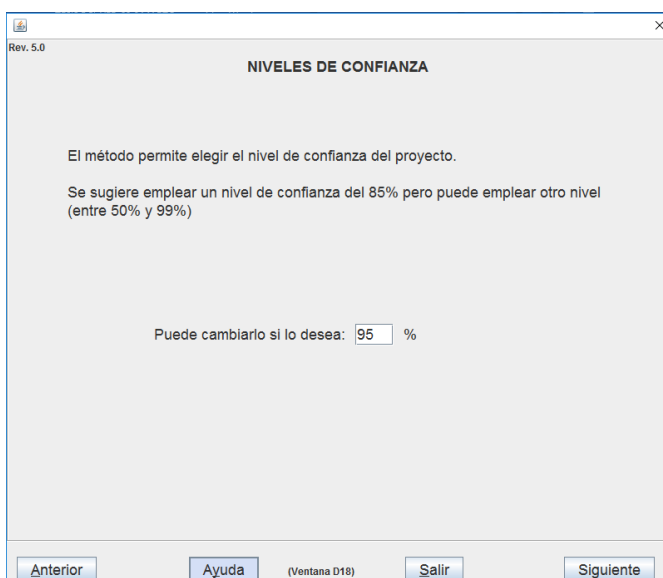 Rev. 5.0
NIVELES DE CONFIANZA
El método permite elegir el nivel de confianza del proyecto.
Se sugiere emplear un nivel de confianza del 85% pero puede emplear otro nivel
(entre 50% y 99%)
Puede cambiarlo si lo desea: 95 %
Anterior Ayuda (Ventana D18) Salir Siguiente